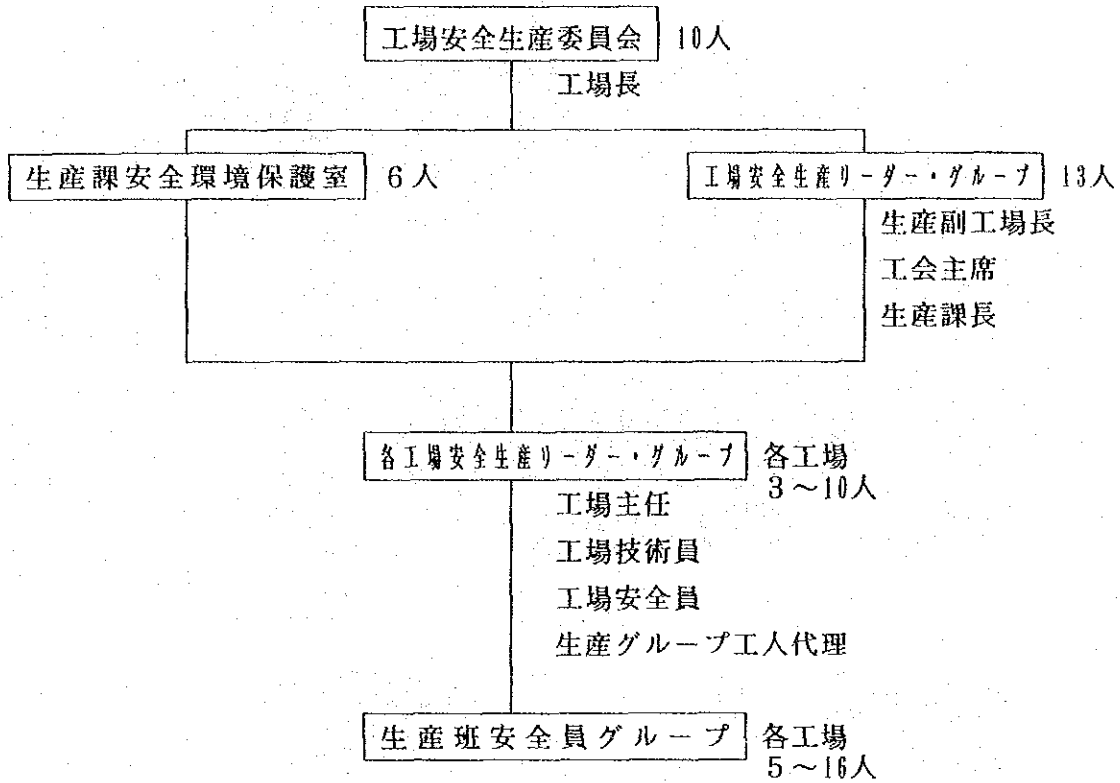 工場安全生産委員会 10人
工場長
生産課安全環境保護室 6人
工場安全生産リーダー・グループ 13人
生産副工場長
工会主席
生産課長
各工場安全生産リーダー・グループ 各工場
3～10人
工場主任
工場技術員
工場安全員
生産グループ工人代理
生産班安全員グループ 各工場
5～16人